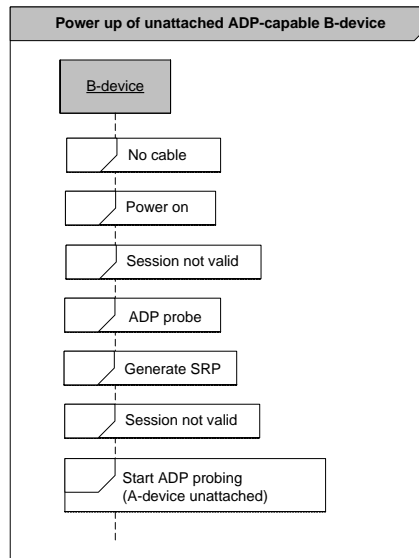 Power up of unattached ADP-capable B-device
B-device
No cable
Power on
Session not valid
ADP probe
Generate SRP
Session not valid
Start ADP probing
(A-device unattached)